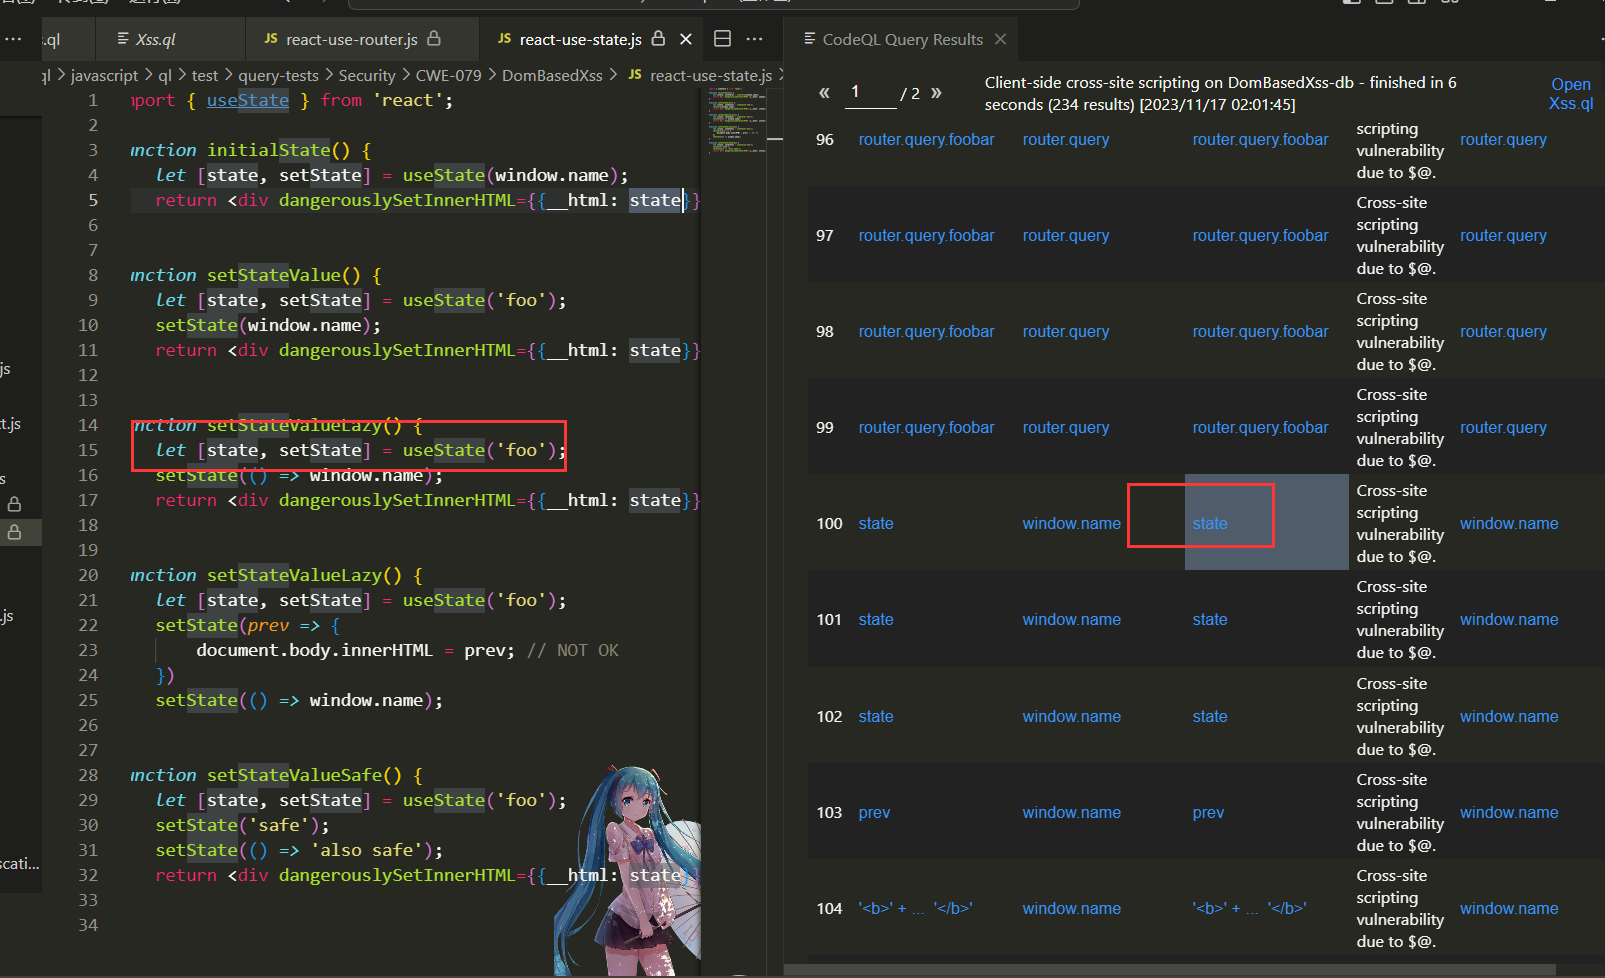 .ql
Xss.ql
JS react-use-router.js
JS react-use-state.js
CodeQL Query Results
ql > javascript > ql > test > query-tests > Security > CWE-079 > DomBasedXss > JS react-use-state.js >
1 port { useState } from 'react';
2
3 unction initialState() {
4 let [state, setState] = useState(window.name);
5 return <div dangerouslySetInnerHTML={{__html: state}}
6
7
8 unction setStateValue() {
9 let [state, setState] = useState('foo');
10 setState(window.name);
11 return <div dangerouslySetInnerHTML={{__html: state}}
12
13
14 unction setStateValueLazy() {
15 let [state, setState] = useState('foo');
16 setState(() => window.name);
17 return <div dangerouslySetInnerHTML={{__html: state}}
18
19
20 unction setStateValueLazy() {
21 let [state, setState] = useState('foo');
22 setState(prev => {
23 document.body.innerHTML = prev; // NOT OK
24 })
25 setState(() => window.name);
26
27
28 unction setStateValueSafe() {
29 let [state, setState] = useState('foo');
30 setState('safe');
31 setState(() => 'also safe');
32 return <div dangerouslySetInnerHTML={{__html: state}}
33
34
js
t.js
s
.js
scati...
« 1 / 2 »
Client-side cross-site scripting on DomBasedXss-db - finished in 6
seconds (234 results) [2023/11/17 02:01:45]
Open
Xss.ql
96 router.query.foobar router.query router.query.foobar
scripting
vulnerability
due to $@.
router.query
97 router.query.foobar router.query router.query.foobar
Cross-site
scripting
vulnerability
due to $@.
router.query
98 router.query.foobar router.query router.query.foobar
Cross-site
scripting
vulnerability
due to $@.
router.query
99 router.query.foobar router.query router.query.foobar
Cross-site
scripting
vulnerability
due to $@.
router.query
100 state window.name state
Cross-site
scripting
vulnerability
due to $@.
window.name
101 state window.name state
Cross-site
scripting
vulnerability
due to $@.
window.name
102 state window.name state
Cross-site
scripting
vulnerability
due to $@.
window.name
103 prev window.name prev
Cross-site
scripting
vulnerability
due to $@.
window.name
104 '<b>' + ... '</b>' window.name '<b>' + ... '</b>'
Cross-site
scripting
vulnerability
due to $@.
window.name